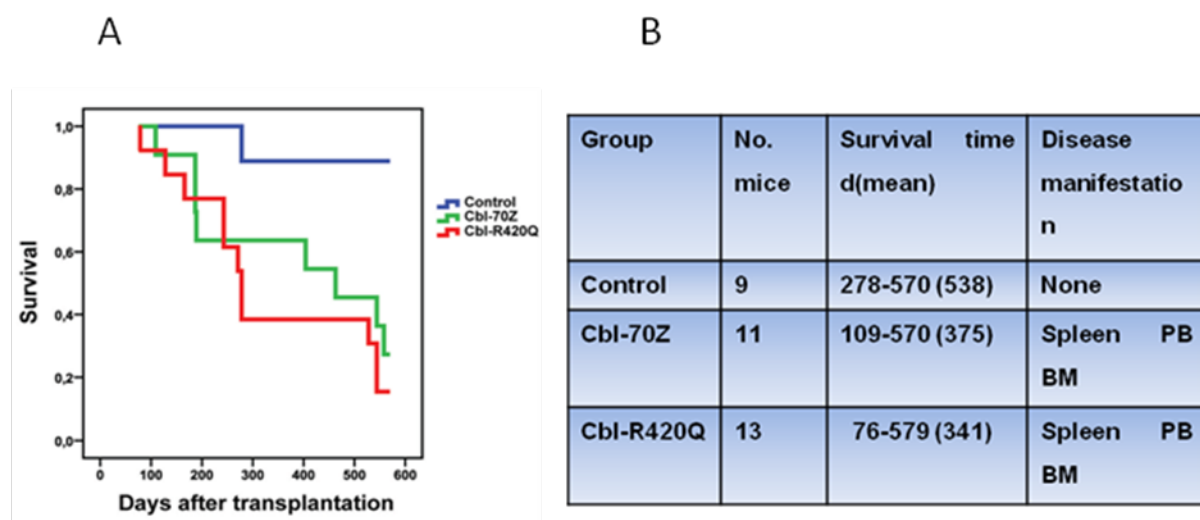 A
B
1,0
0,8
0,6
0,4
0,2
0,0
Survival
0 100 200 300 400 500 600
Days after transplantation
Control
Cbl-70Z
Cbl-R420Q
Group No. mice Survival time d(mean) Disease manifestatio n
Control 9 278-570 (538) None
Cbl-70Z 11 109-570 (375) Spleen PB BM
Cbl-R420Q 13 76-579 (341) Spleen PB BM